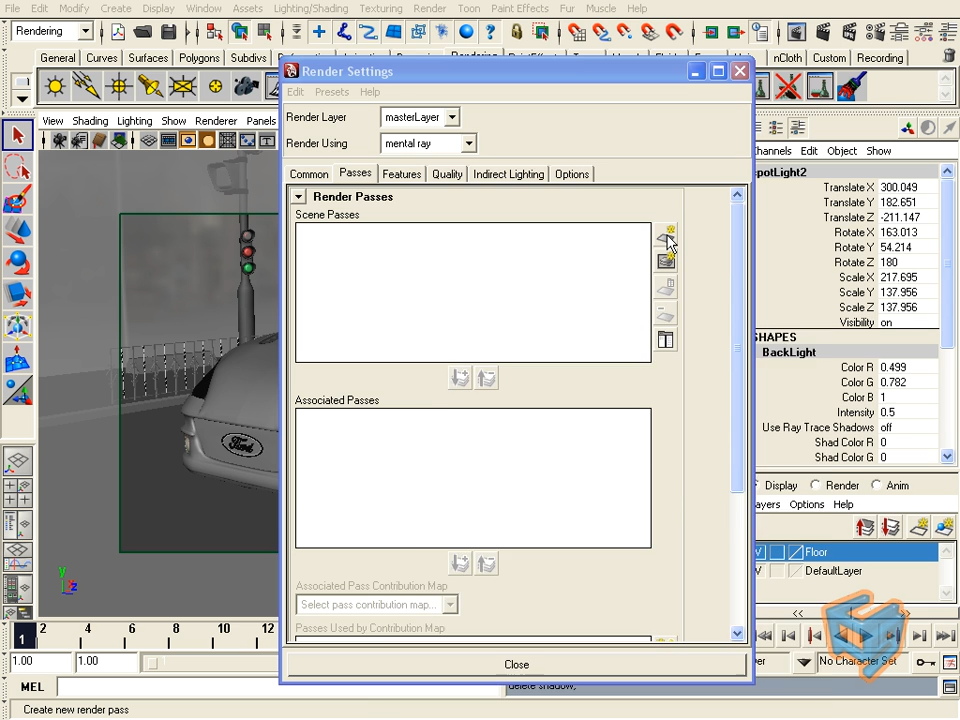 File Edit Modify Create Display Window Assets Lighting/Shading Texturing Render Toon Paint Effects Fur Muscle Help
Rendering
General Curves Surfaces Polygons Subdivs nCloth Custom Recording
Render Settings
Edit Presets Help
View Shading Lighting Show Renderer Panels
Render Layer masterLayer
Render Using mental ray
Common Passes Features Quality Indirect Lighting Options
Render Passes
Scene Passes
Associated Passes
Associated Pass Contribution Map
Select pass contribution map...
Passes Used by Contribution Map
Close
hannels Edit Object Show
potLight2
Translate X 300.049
Translate Y 182.651
Translate Z -211.147
Rotate X 163.013
Rotate Y 54.214
Rotate Z 180
Scale X 217.695
Scale Y 137.956
Scale Z 137.956
Visibility on
HAPES
BackLight
Color R 0.499
Color G 0.782
Color B 1
Intensity 0.5
Use Ray Trace Shadows off
Shad Color R 0
Shad Color G 0
Display Render Anim
ayers Options Help
V Floor
V DefaultLayer
Ford
y
z
1 2 4 6 8 10 12
1.00 1.00
yer No Character Set
MEL
delete shadow;
Create new render pass